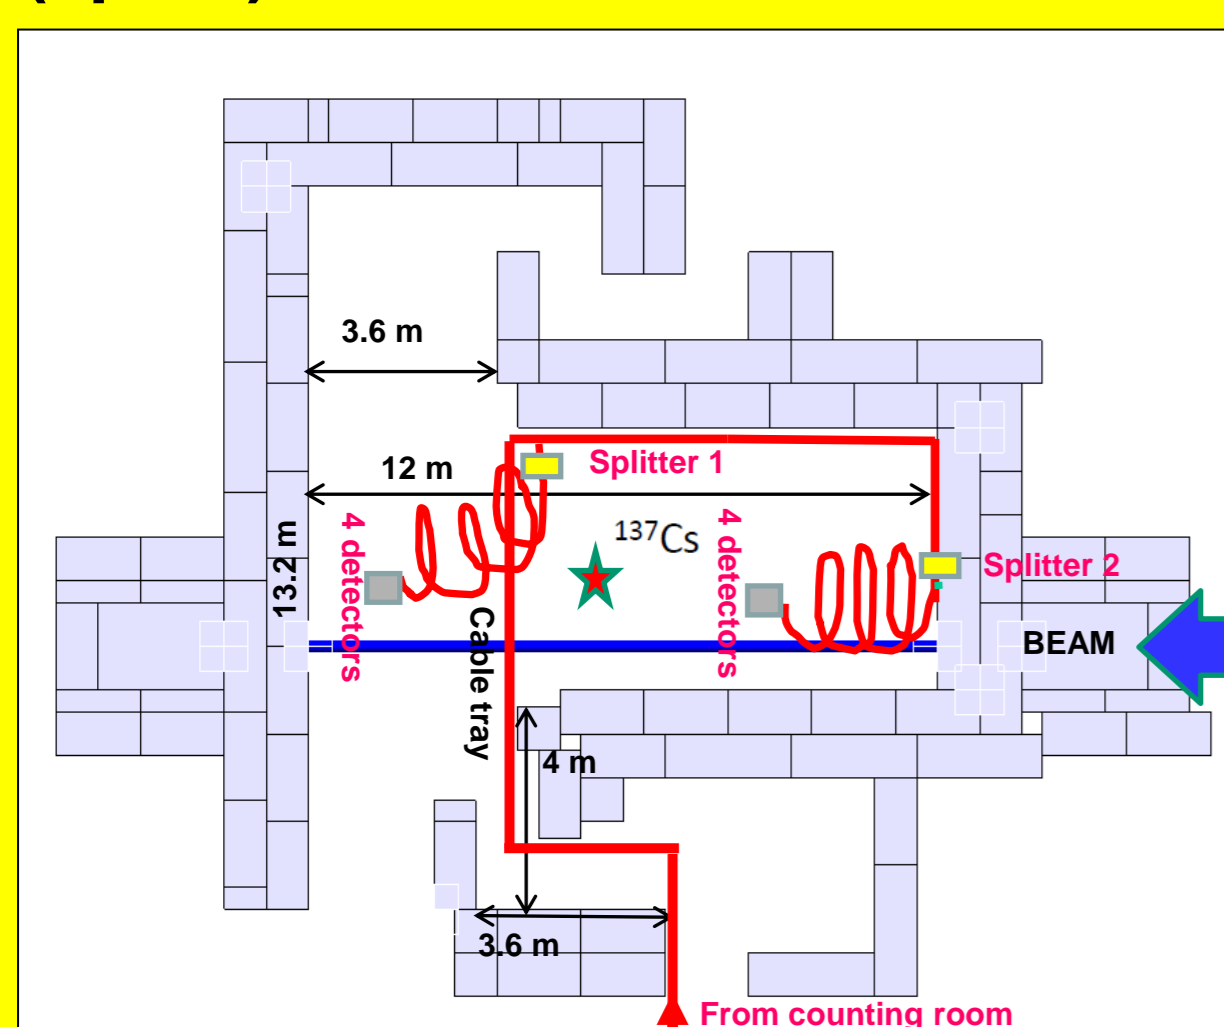 3.6 m
12 m
Splitter 1
137Cs
4 detectors
4 detectors
13.2 m
Splitter 2
Cable tray
BEAM
4 m
3.6 m
From counting room